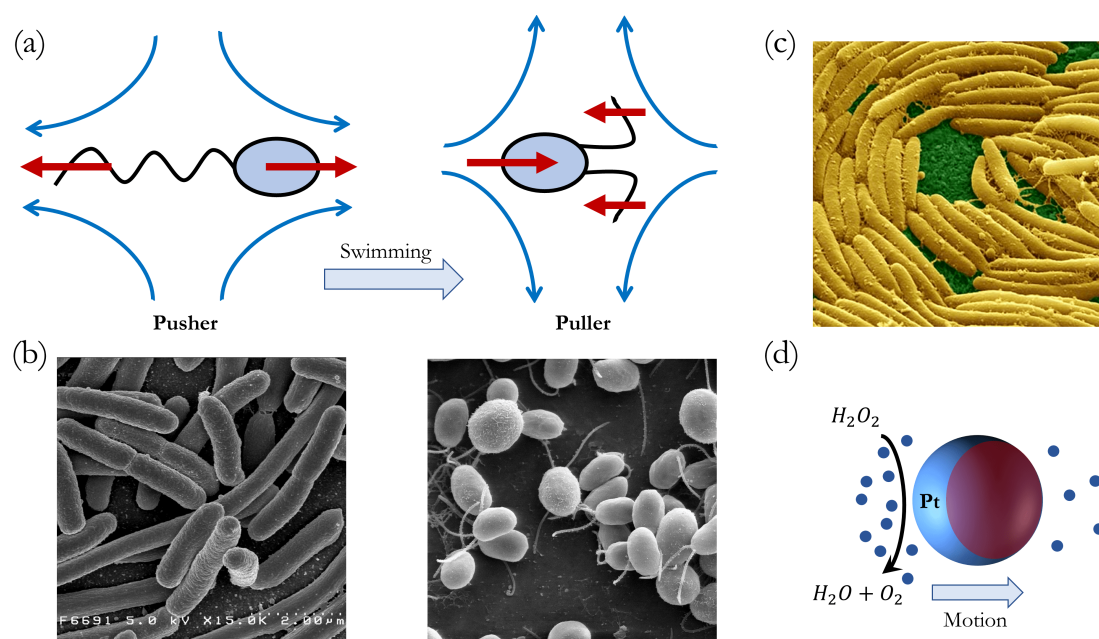 (a)
Swimming
Pusher
Puller
(b)
F6691 5.0 kV X15.0K 2.00µm
(c)
(d)
H₂O₂
Pt
H₂O + O₂
Motion